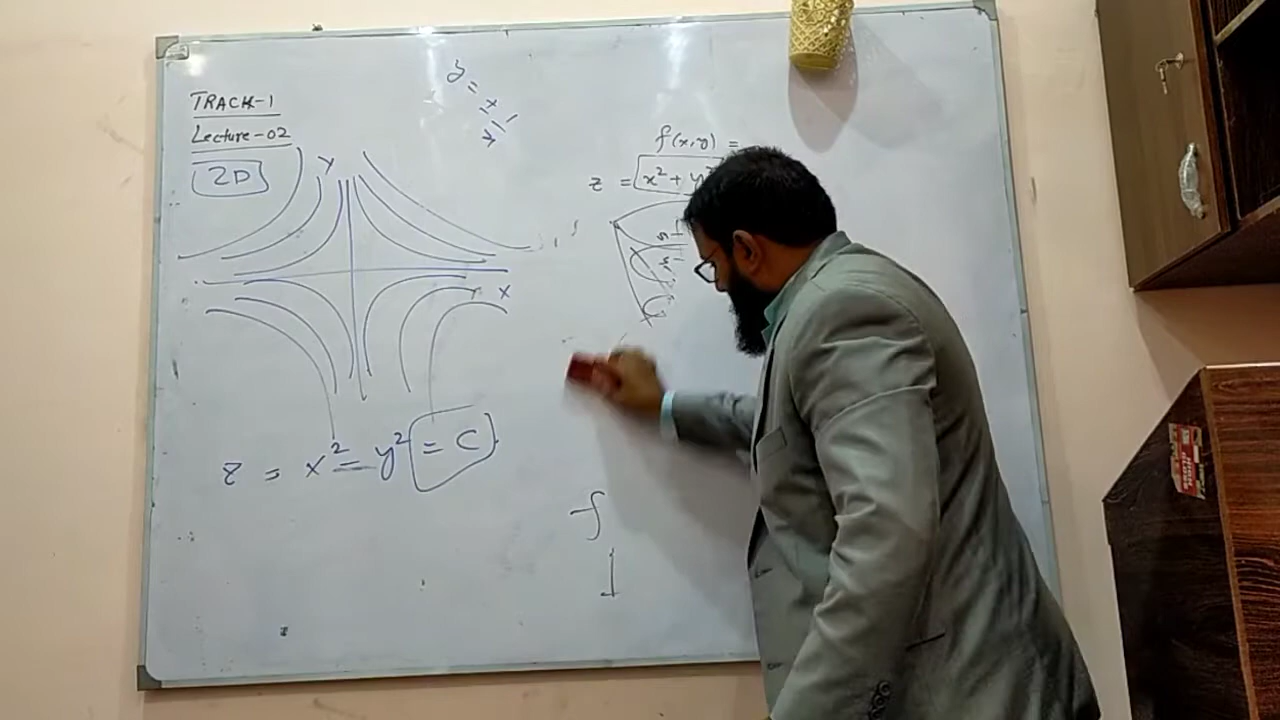 TRACK-1
Lecture-02
2D
y
x
z = x² - y² = C
f(x,y) =
z = x² + y²
f